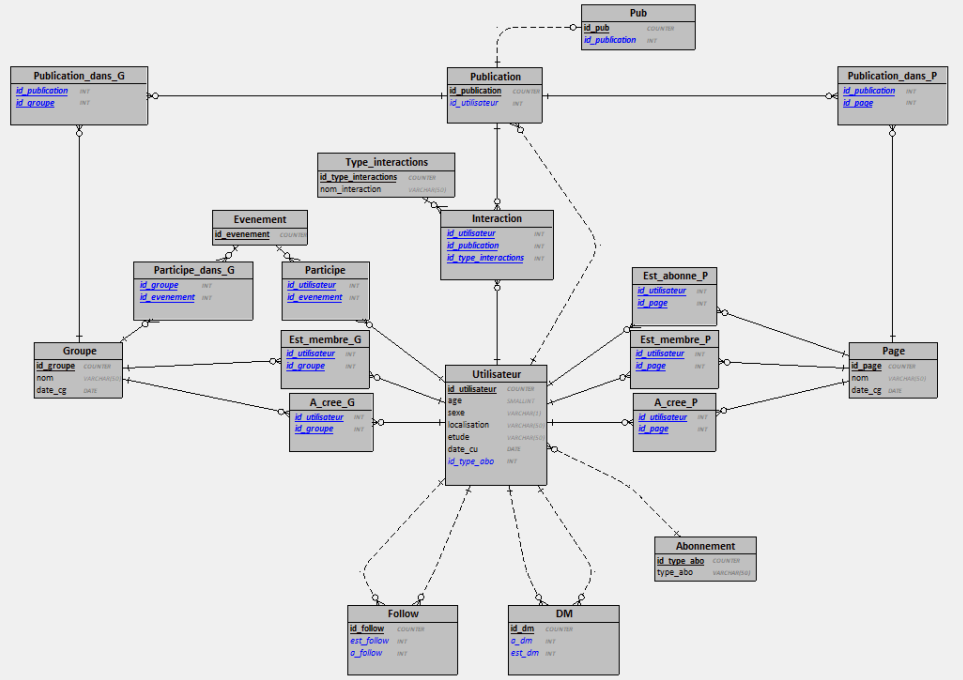 Pub
id_pub COUNTER
id_publication INT
Publication_dans_G
id_publication INT
id_groupe INT
Publication
id_publication COUNTER
id_utilisateur INT
Publication_dans_P
id_publication INT
id_page INT
Type_interactions
id_type_interactions COUNTER
nom_interaction VARCHAR(50)
Evenement
id_evenement COUNTER
Interaction
id_utilisateur INT
id_publication INT
id_type_interactions INT
Participe_dans_G
id_groupe INT
id_evenement INT
Participe
id_utilisateur INT
id_evenement INT
Est_abonne_P
id_utilisateur INT
id_page INT
Groupe
id_groupe COUNTER
nom VARCHAR(50)
date_cg DATE
Est_membre_G
id_utilisateur INT
id_groupe INT
Est_membre_P
id_utilisateur INT
id_page INT
Page
id_page COUNTER
nom VARCHAR(50)
date_cg DATE
Utilisateur
id_utilisateur COUNTER
age SMALLINT
sexe VARCHAR(1)
localisation VARCHAR(50)
etude VARCHAR(50)
date_cu DATE
id_type_abo INT
A_cree_G
id_utilisateur INT
id_groupe INT
A_cree_P
id_utilisateur INT
id_page INT
Abonnement
id_type_abo COUNTER
type_abo VARCHAR(50)
Follow
id_follow COUNTER
est_follow INT
a_follow INT
DM
id_dm COUNTER
a_dm INT
est_dm INT